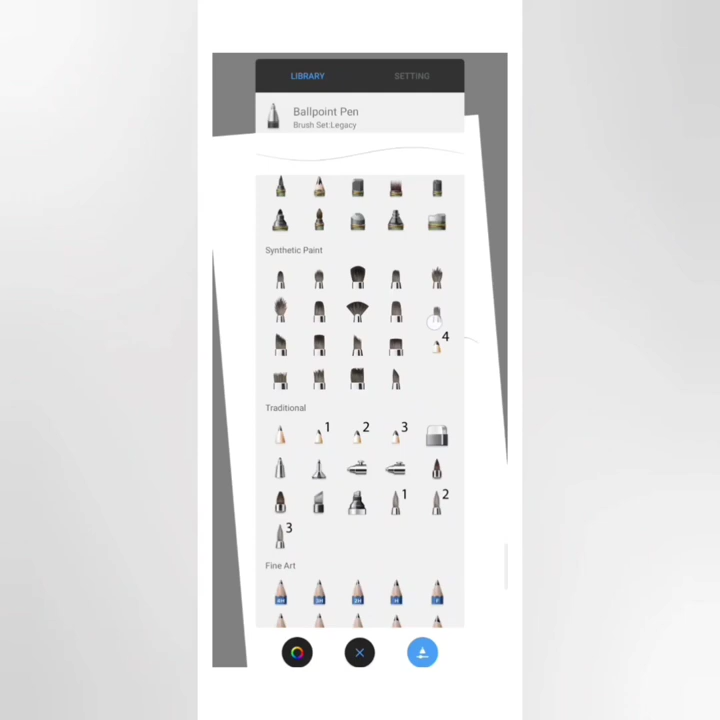 LIBRARY SETTING
Ballpoint Pen
Brush Set:Legacy
Synthetic Paint
4
Traditional
1 2 3
1 2
3
Fine Art
H F